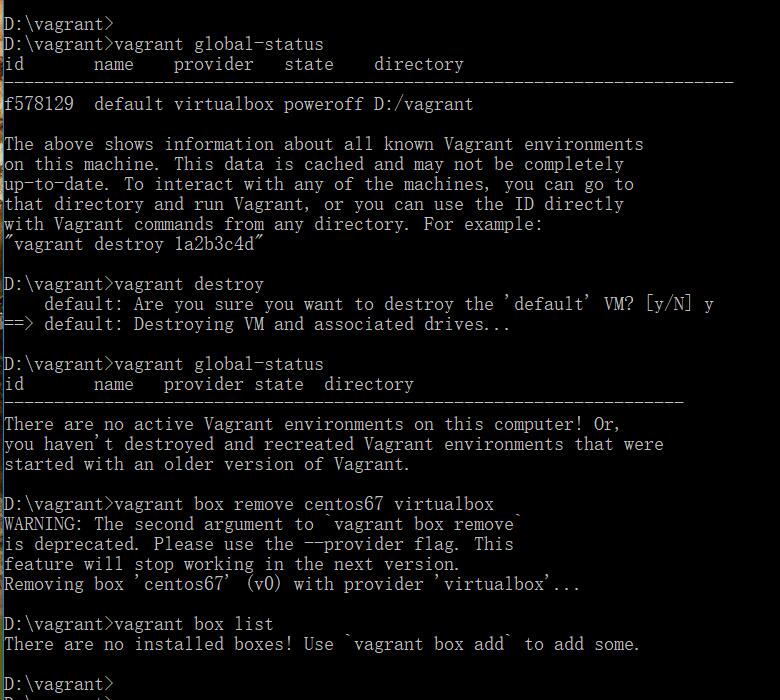 D:\vagrant>
D:\vagrant>vagrant global-status
id       name    provider   state    directory
-------------------------------------------------------------------------
f578129  default virtualbox poweroff D:/vagrant
The above shows information about all known Vagrant environments
on this machine. This data is cached and may not be completely
up-to-date. To interact with any of the machines, you can go to
that directory and run Vagrant, or you can use the ID directly
with Vagrant commands from any directory. For example:
"vagrant destroy 1a2b3c4d"
D:\vagrant>vagrant destroy
    default: Are you sure you want to destroy the 'default' VM? [y/N] y
==> default: Destroying VM and associated drives...
D:\vagrant>vagrant global-status
id       name   provider state  directory
--------------------------------------------------------------------
There are no active Vagrant environments on this computer! Or,
you haven't destroyed and recreated Vagrant environments that were
started with an older version of Vagrant.
D:\vagrant>vagrant box remove centos67 virtualbox
WARNING: The second argument to `vagrant box remove`
is deprecated. Please use the --provider flag. This
feature will stop working in the next version.
Removing box 'centos67' (v0) with provider 'virtualbox'...
D:\vagrant>vagrant box list
There are no installed boxes! Use `vagrant box add` to add some.
D:\vagrant>